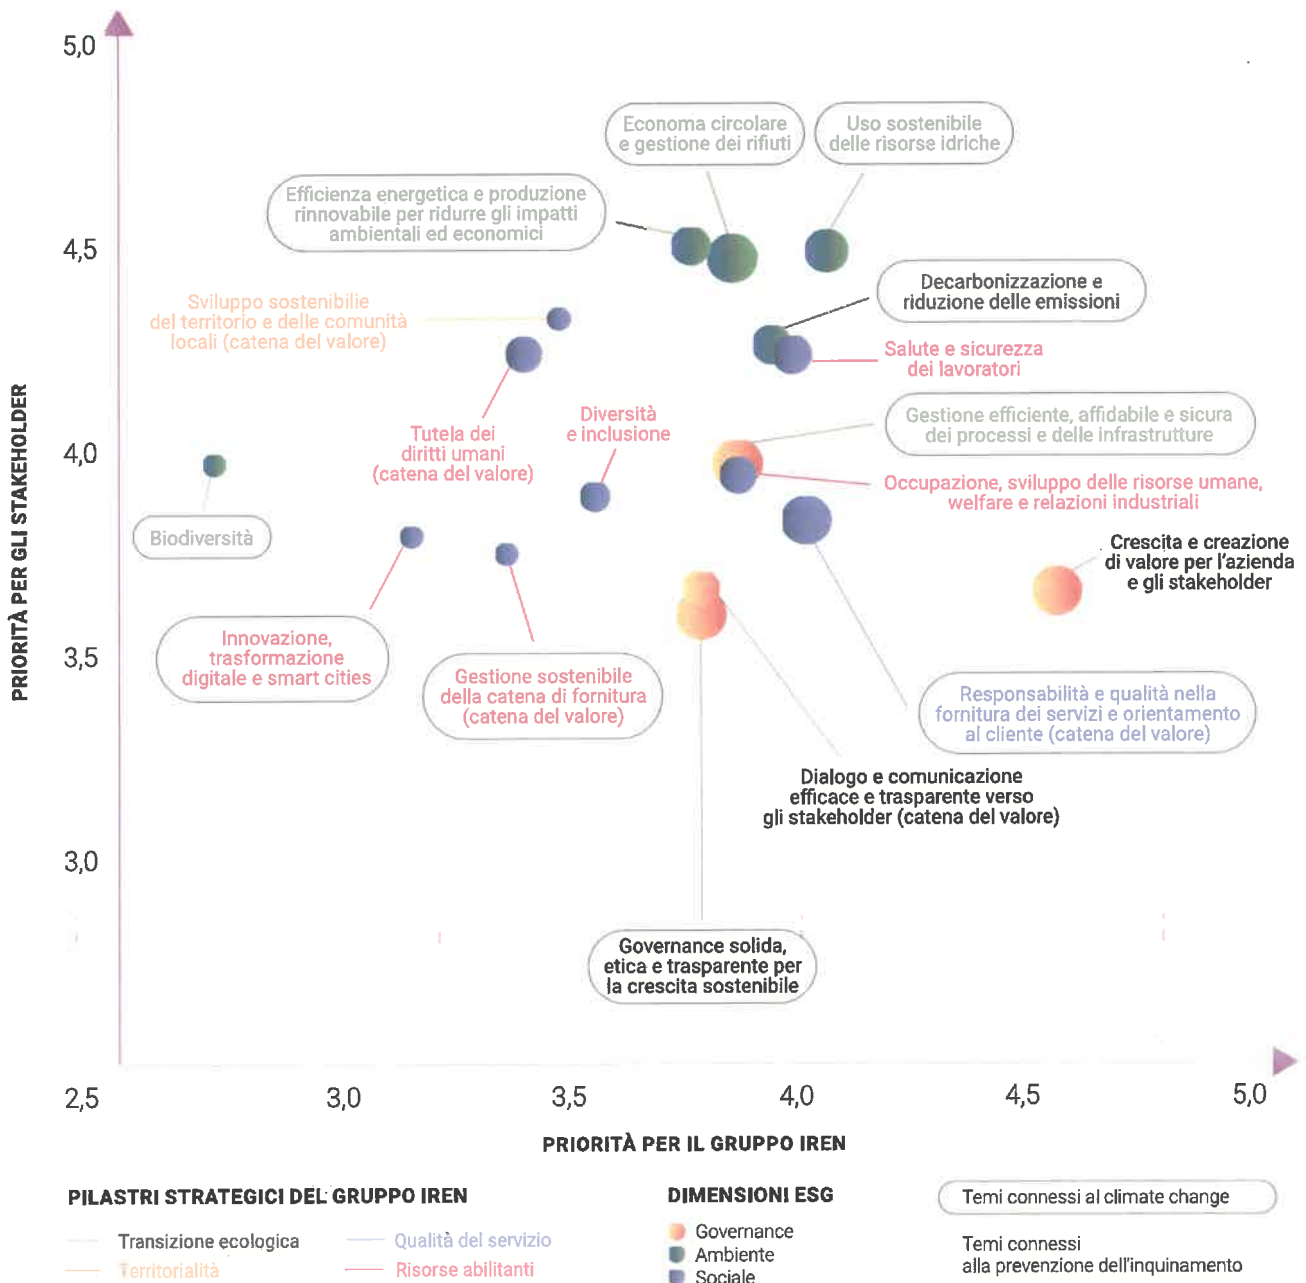 5,0
4,5
4,0
3,5
3,0
PRIORITÀ PER GLI STAKEHOLDER
Economa circolare
e gestione dei rifiuti
Uso sostenibile
delle risorse idriche
Efficienza energetica e produzione
rinnovabile per ridurre gli impatti
ambientali ed economici
Decarbonizzazione e
riduzione delle emissioni
Sviluppo sostenibilie
del territorio e delle comunità
locali (catena del valore)
Salute e sicurezza
dei lavoratori
Tutela dei
diritti umani
(catena del valore)
Diversità
e inclusione
Gestione efficiente, affidabile e sicura
dei processi e delle infrastrutture
Occupazione, sviluppo delle risorse umane,
welfare e relazioni industriali
Biodiversità
Crescita e creazione
di valore per l'azienda
e gli stakeholder
Innovazione,
trasformazione
digitale e smart cities
Gestione sostenibile
della catena di fornitura
(catena del valore)
Responsabilità e qualità nella
fornitura dei servizi e orientamento
al cliente (catena del valore)
Dialogo e comunicazione
efficace e trasparente verso
gli stakeholder (catena del valore)
Governance solida,
etica e trasparente per
la crescita sostenibile
2,5
3,0
3,5
4,0
4,5
5,0
PRIORITÀ PER IL GRUPPO IREN
PILASTRI STRATEGICI DEL GRUPPO IREN
Transizione ecologica
Qualità del servizio
Territorialità
Risorse abilitanti
DIMENSIONI ESG
Governance
Ambiente
Sociale
Temi connessi al climate change
Temi connessi
alla prevenzione dell'inquinamento